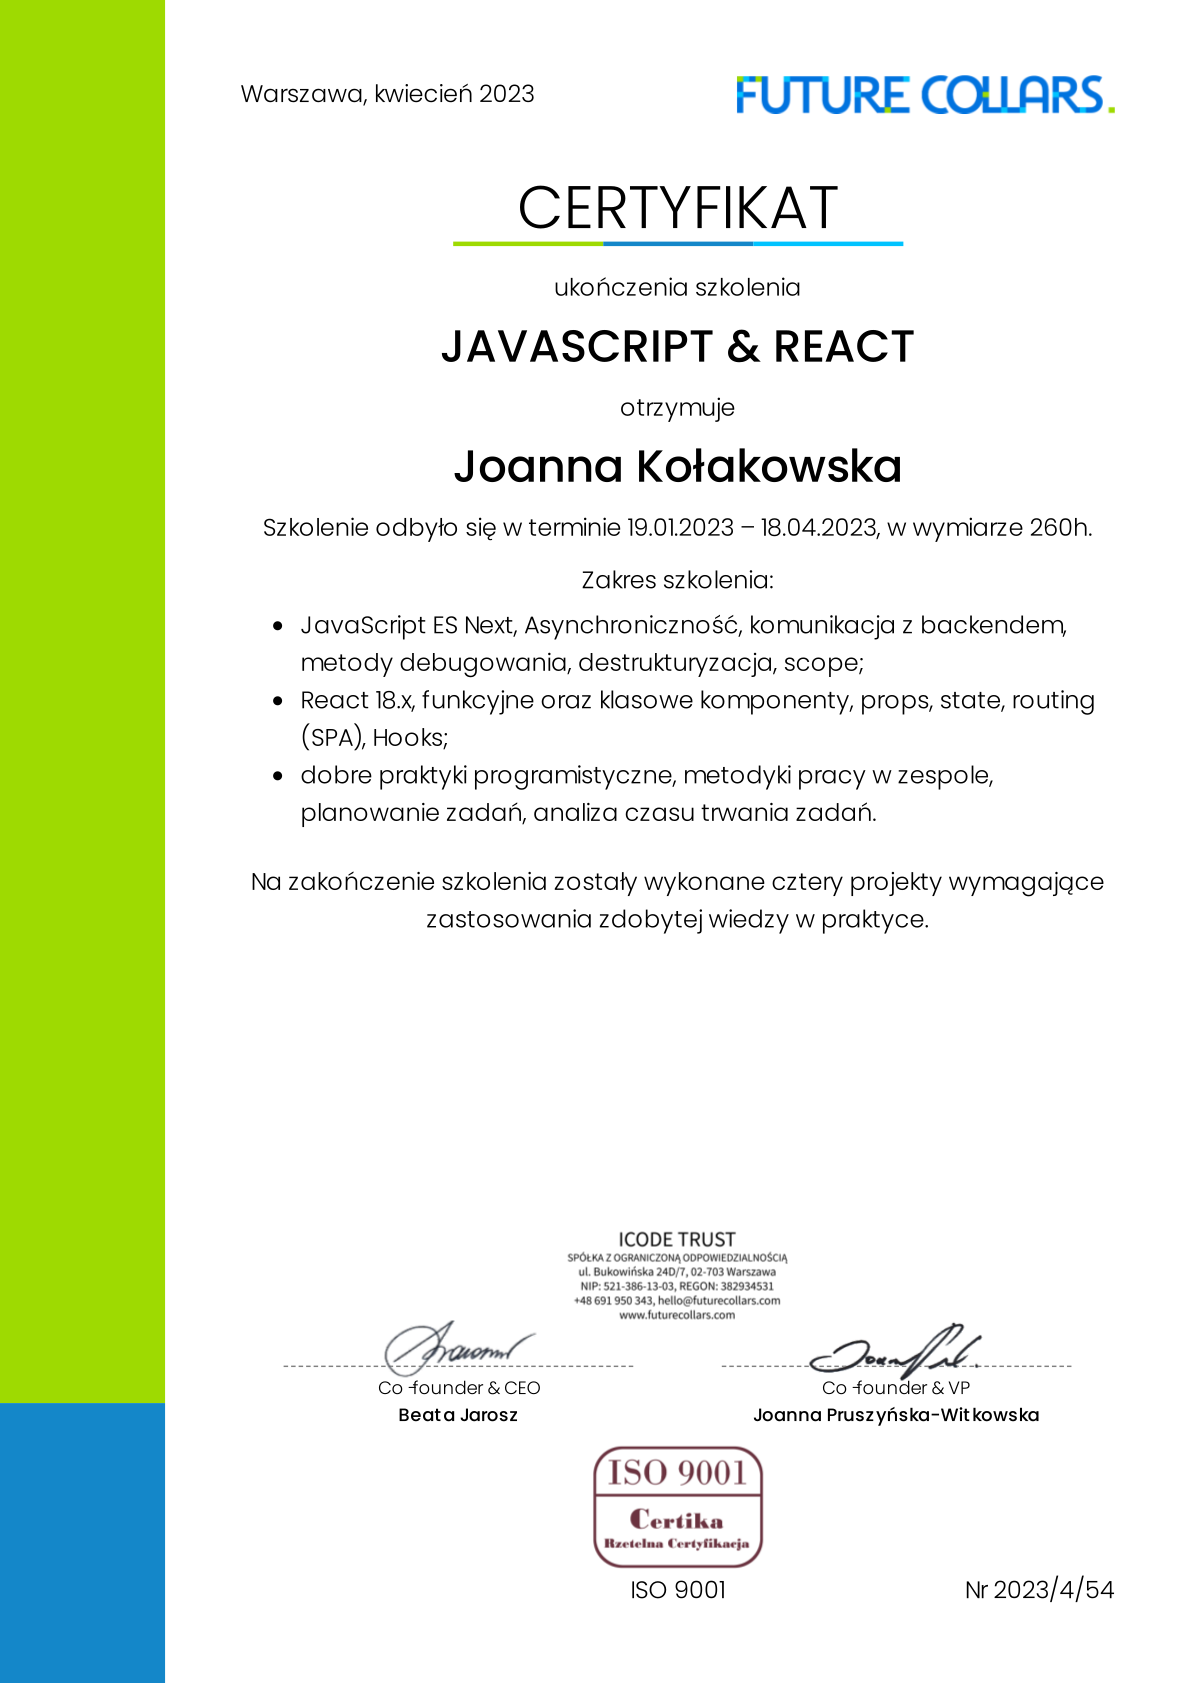 Warszawa, kwiecień 2023
FUTURE COLLARS.
CERTYFIKAT
ukończenia szkolenia
JAVASCRIPT & REACT
otrzymuje
Joanna Kołakowska
Szkolenie odbyło się w terminie 19.01.2023 – 18.04.2023, w wymiarze 260h.
Zakres szkolenia:
• JavaScript ES Next, Asynchroniczność, komunikacja z backendem,
metody debugowania, destrukturyzacja, scope;
• React 18.x, funkcyjne oraz klasowe komponenty, props, state, routing
(SPA), Hooks;
• dobre praktyki programistyczne, metodyki pracy w zespole,
planowanie zadań, analiza czasu trwania zadań.
Na zakończenie szkolenia zostały wykonane cztery projekty wymagające
zastosowania zdobytej wiedzy w praktyce.
ICODE TRUST
SPÓŁKA Z OGRANICZONĄ ODPOWIEDZIALNOŚCIĄ
ul. Bukowińska 24D/7, 02-703 Warszawa
NIP: 521-386-13-03, REGON: 382934531
+48 691 950 343, hello@futurecollars.com
www.futurecollars.com
Co-founder & CEO
Beata Jarosz
Co-founder & VP
Joanna Pruszyńska-Witkowska
ISO 9001
Certika
Rzetelna Certyfikacja
ISO 9001
Nr 2023/4/54